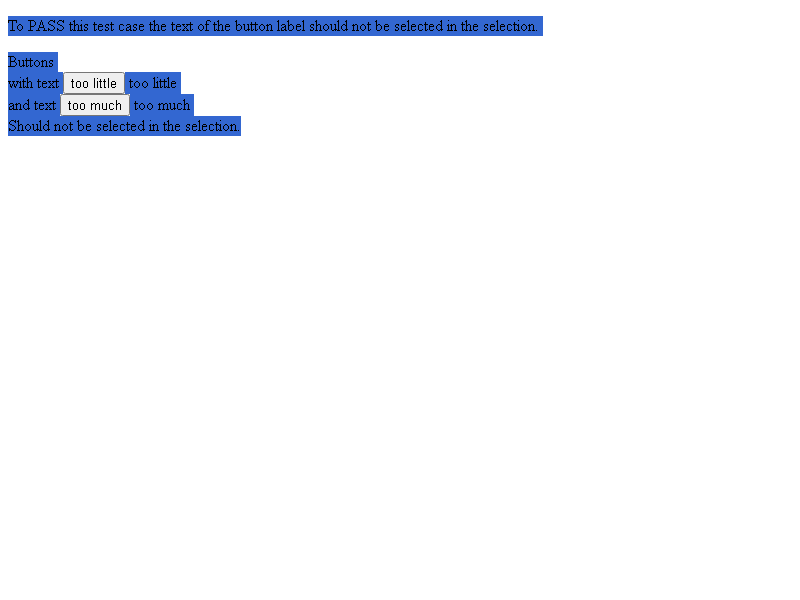 To PASS this test case the text of the button label should not be selected in the selection.
Buttons
with text too little too little
and text too much too much
Should not be selected in the selection.